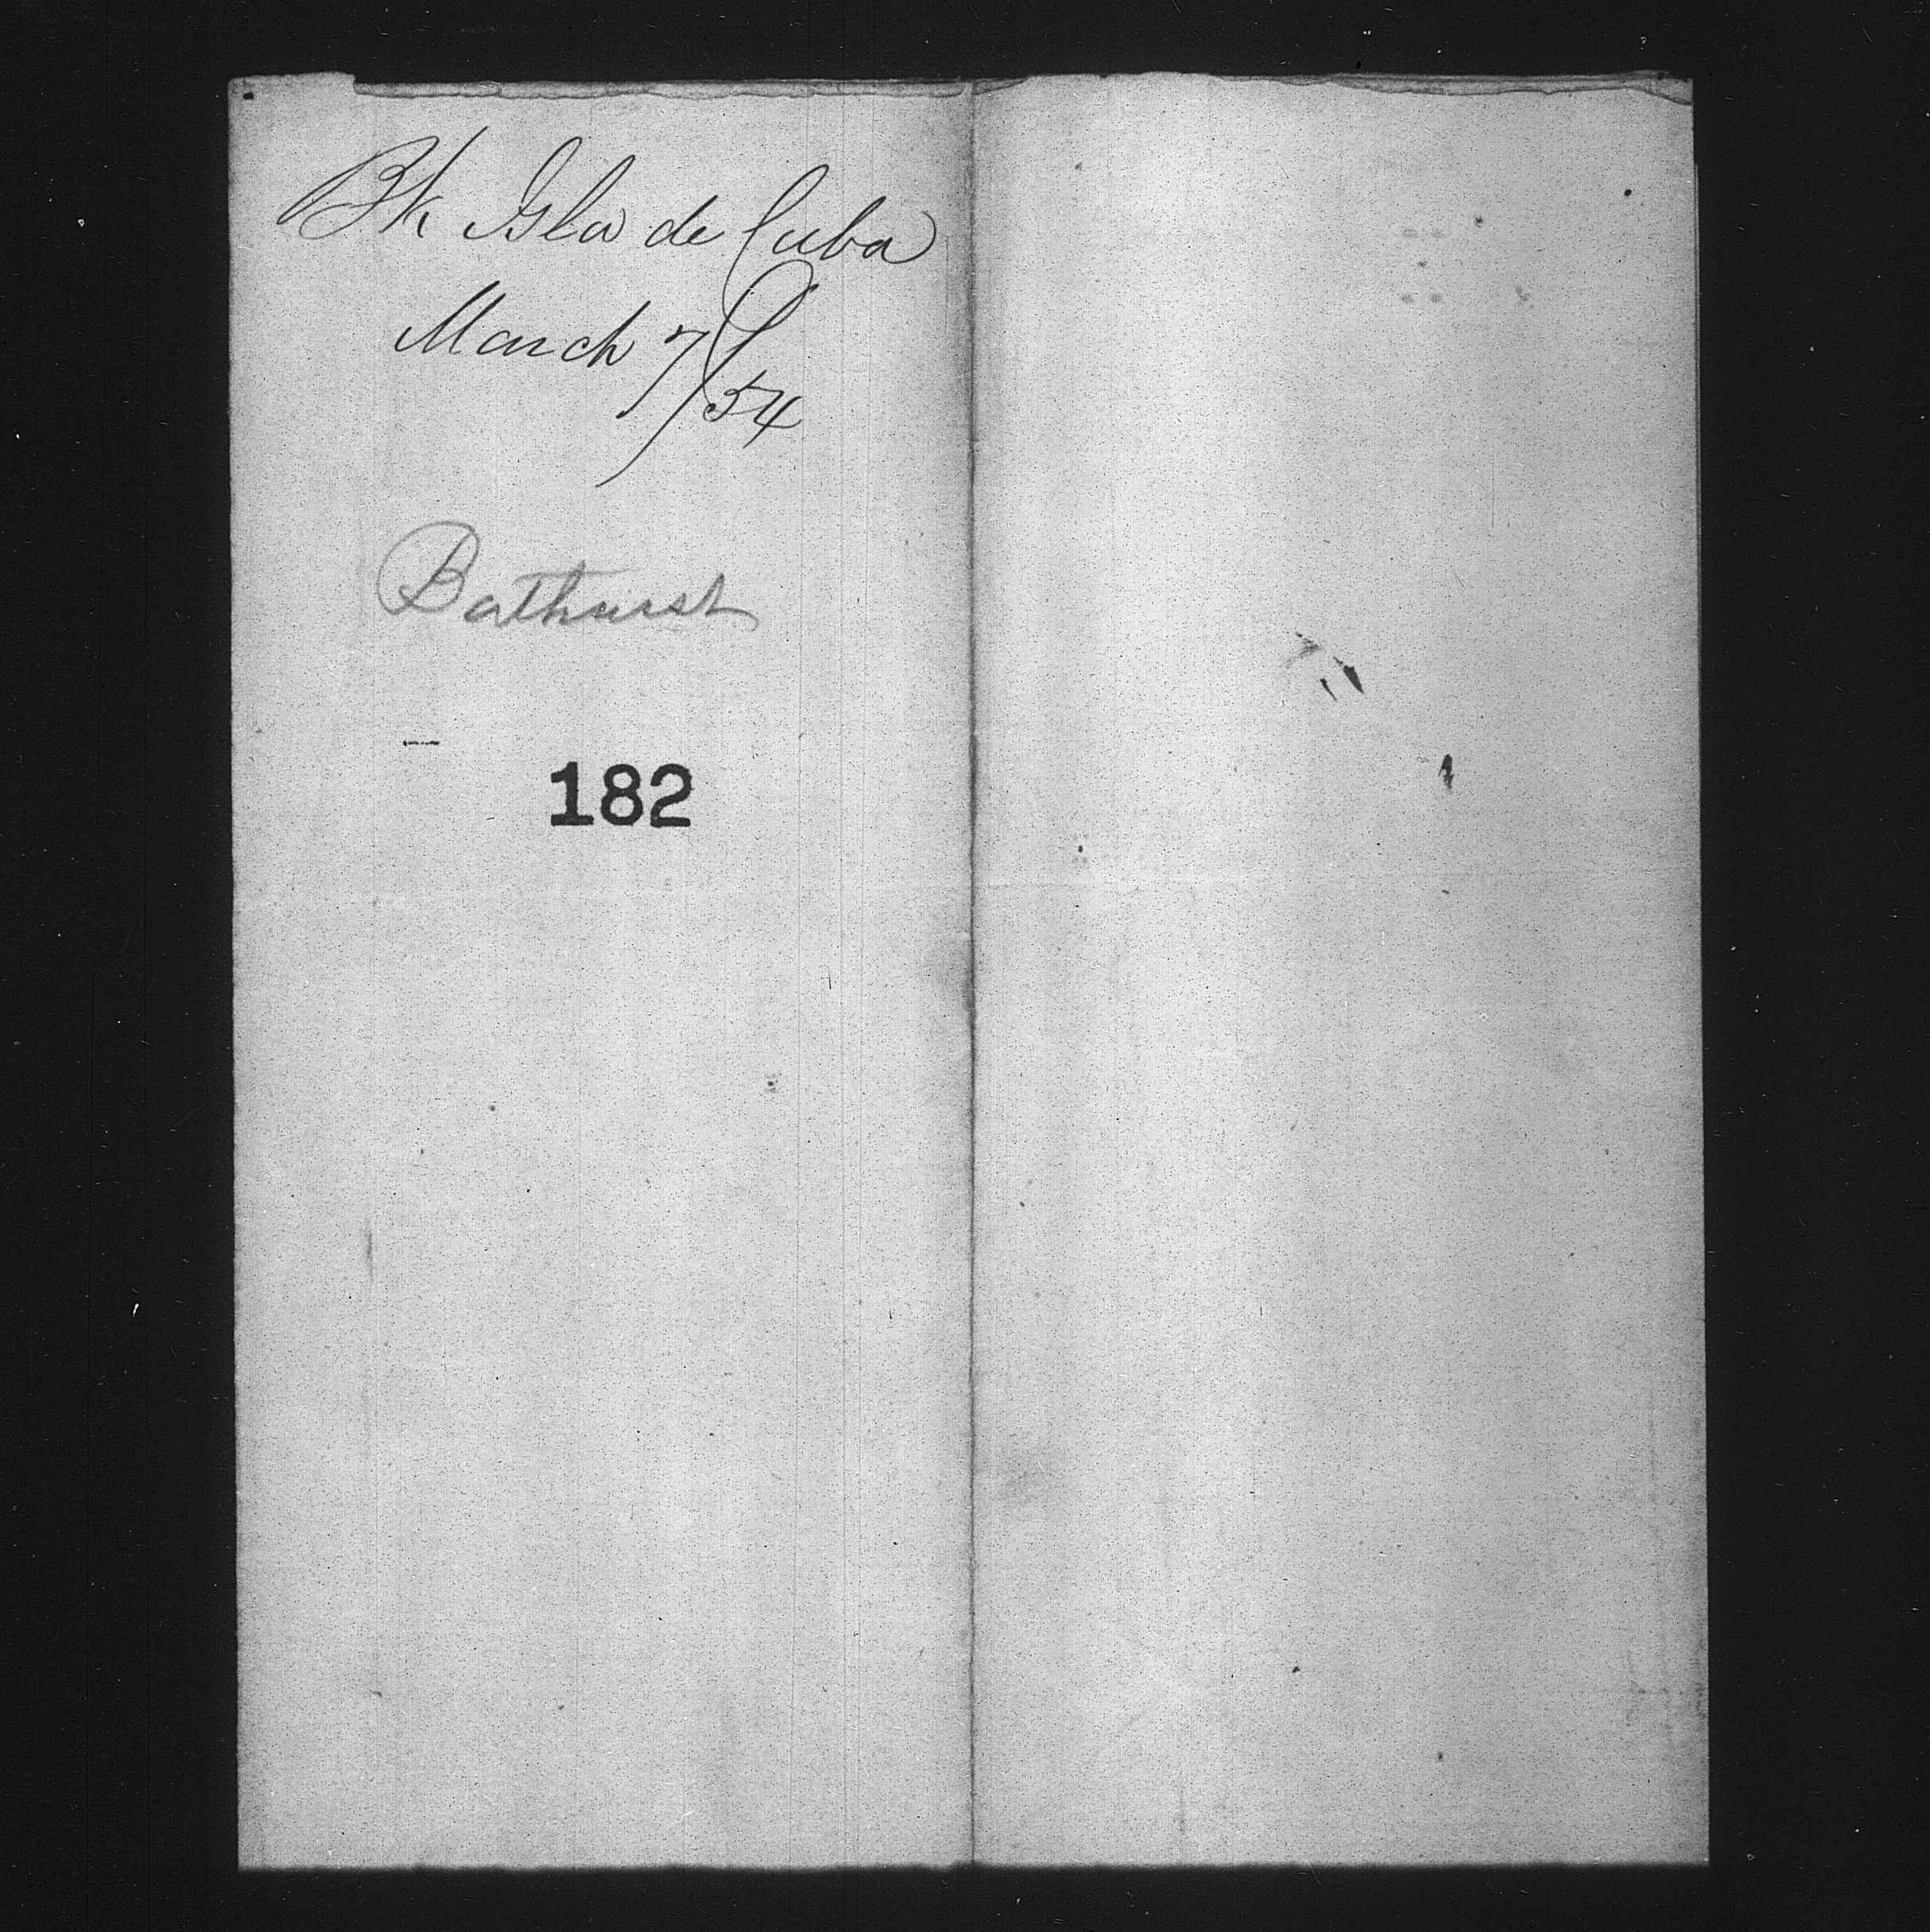 Bk Isla de Cuba
March 7/54
Bathurst
182